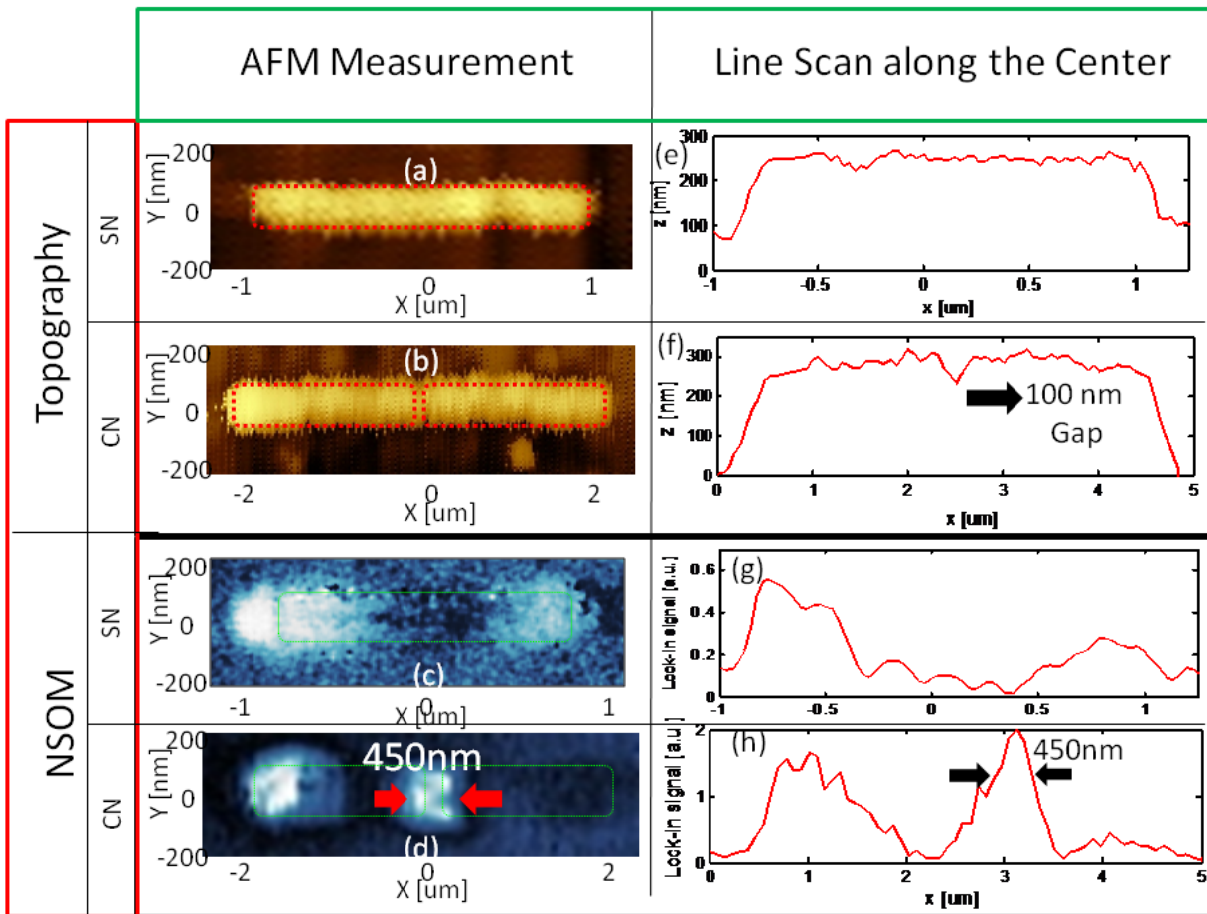 AFM Measurement
Line Scan along the Center
Topography
SN
Y [nm]
200
0
-200
(a)
-1
0
1
X [um]
(e)
z [nm]
300
200
100
0
-1
-0.5
0
0.5
1
x [um]
CN
Y [nm]
200
0
-200
(b)
-2
0
2
X [um]
(f)
z [nm]
300
200
100
0
100 nm
Gap
0
1
2
3
4
5
x [um]
NSOM
SN
Y [nm]
200
0
-200
(c)
-1
0
1
X [um]
(g)
Lock-in signal [a.u.]
0.6
0.4
0.2
0
-1
-0.5
0
0.5
1
CN
Y [nm]
200
0
-200
450nm
(d)
-2
0
2
X [um]
(h)
Lock-in signal [a.u]
2
1
0
450nm
0
1
2
3
4
5
x [um]